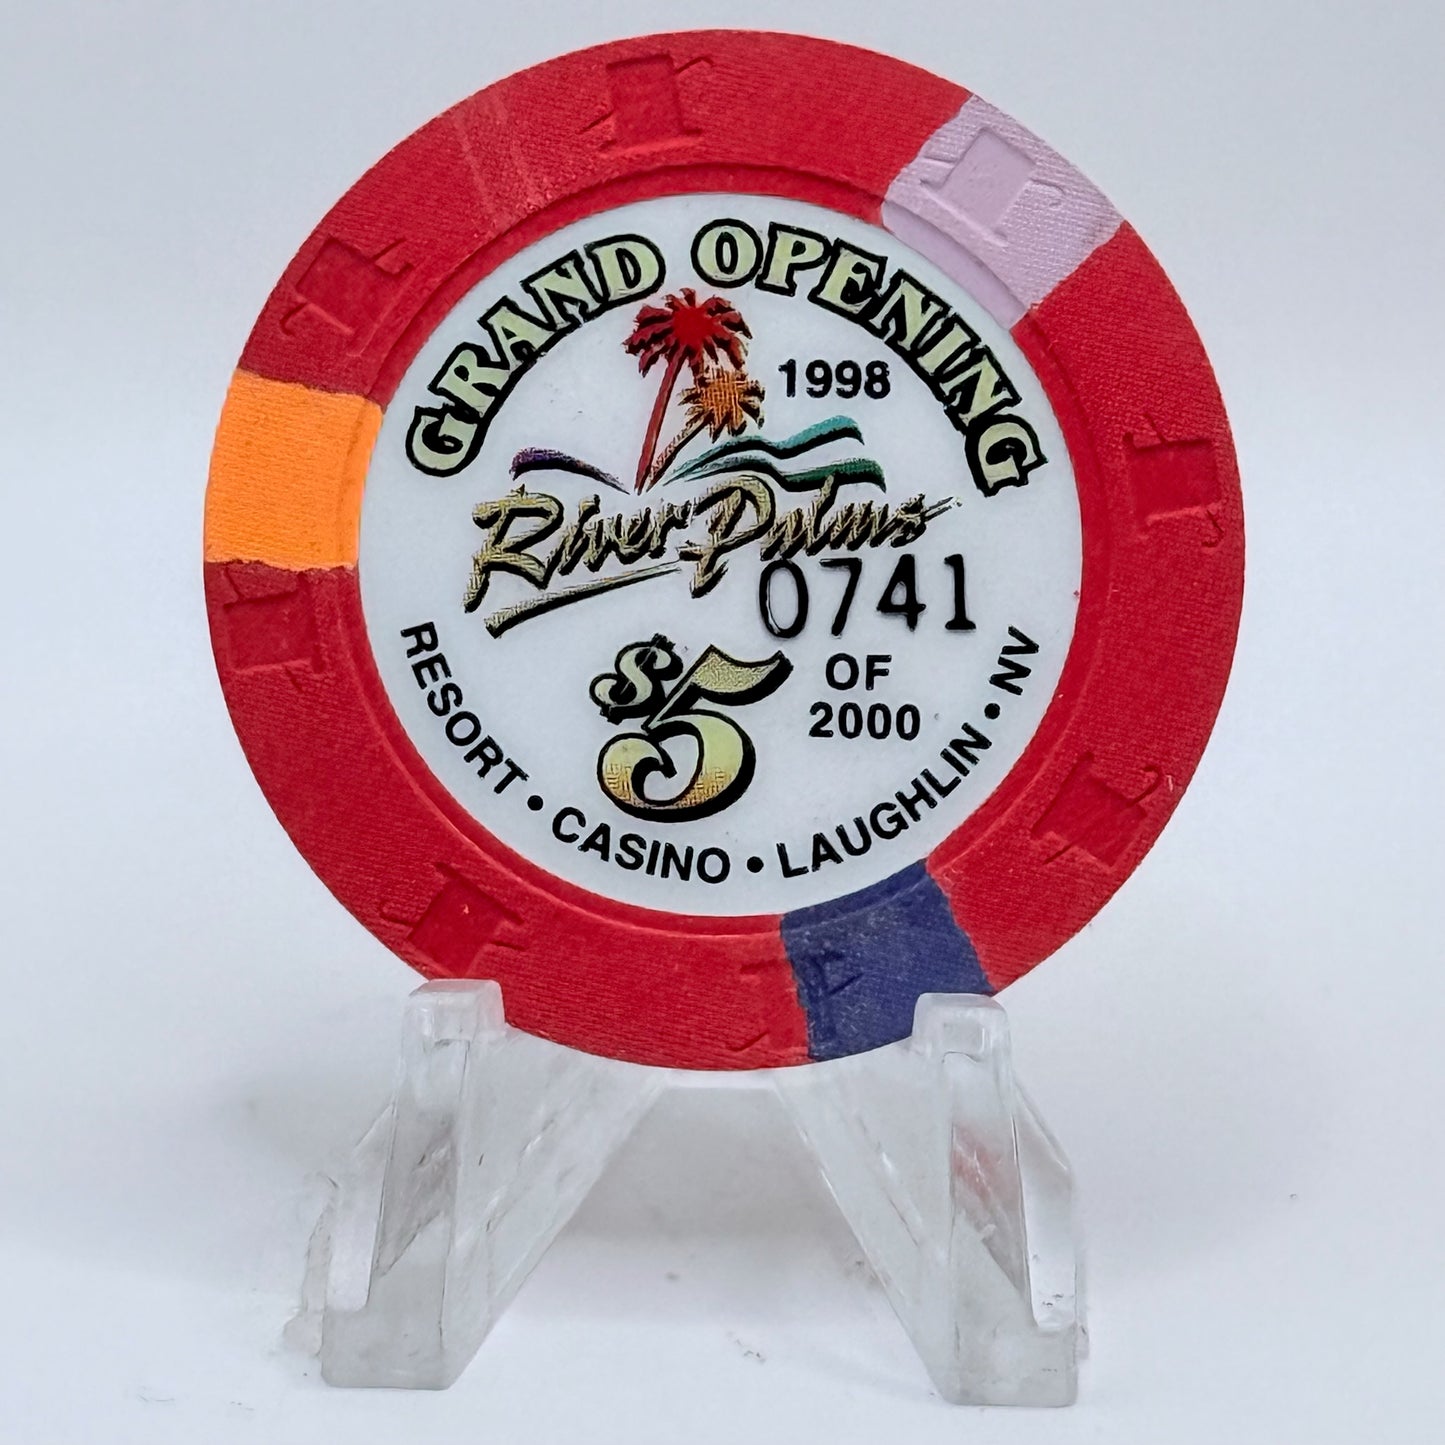 GRAND OPENING
1998
River Palms
0741
$5
OF
2000
RESORT • CASINO • LAUGHLIN • NV